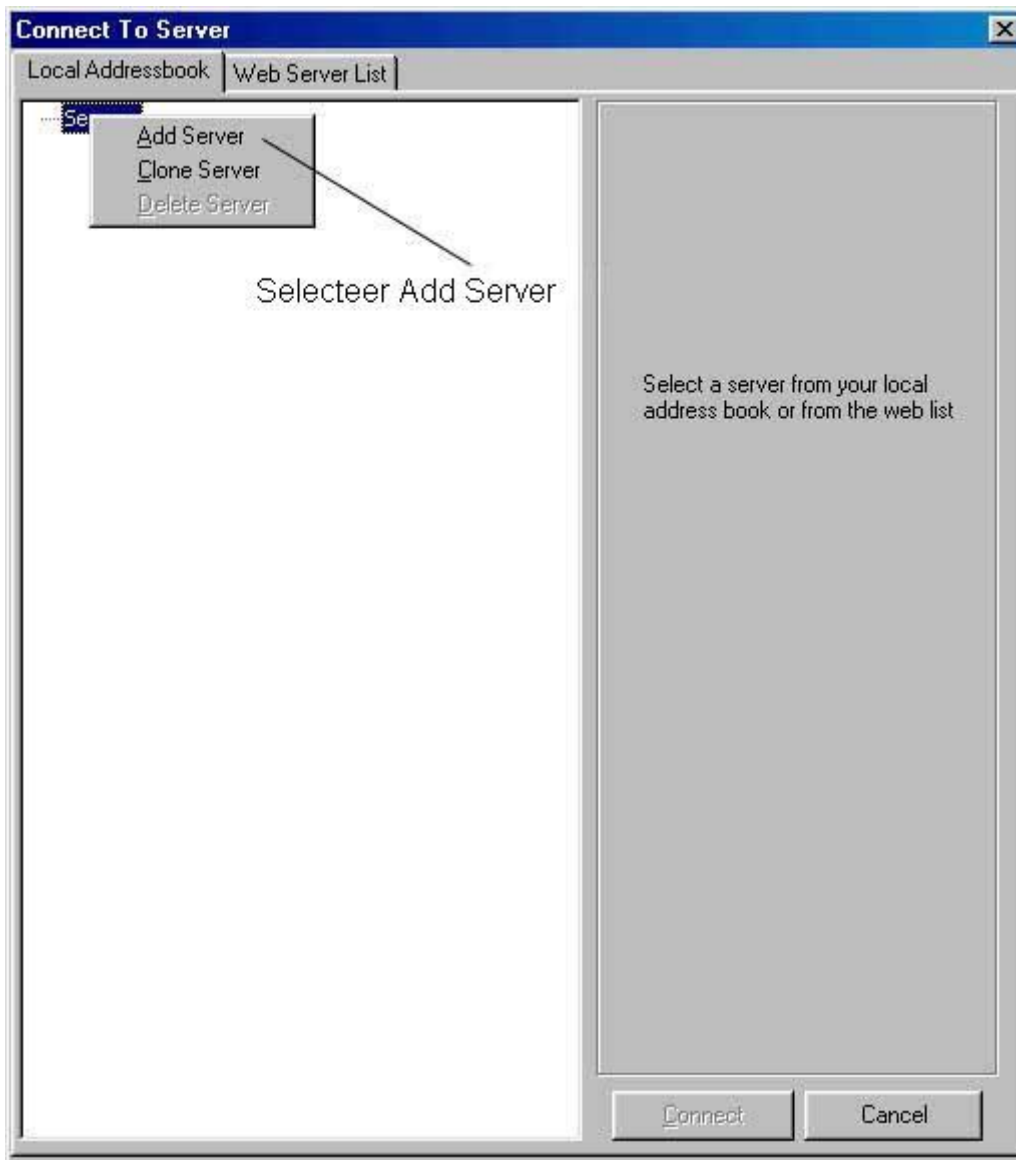 Connect To Server
Local Addressbook
Web Server List
Add Server
Clone Server
Delete Server
Selecteer Add Server
Select a server from your local
address book or from the web list
Connect
Cancel